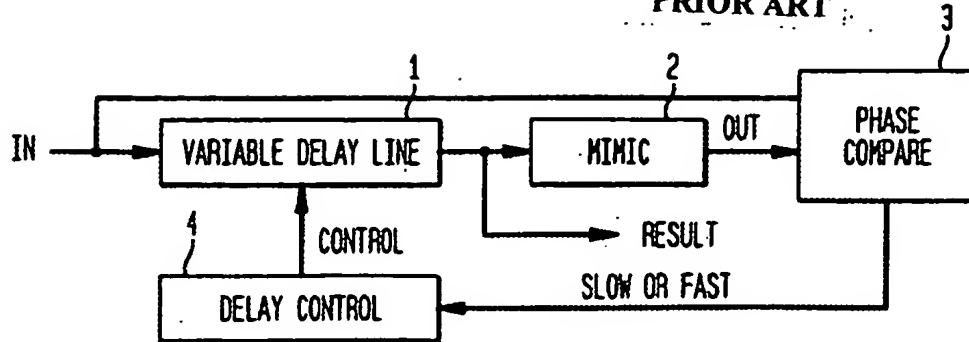 PRIOR ART
3
1
2
IN
VARIABLE DELAY LINE
MIMIC
OUT
PHASE
COMPARE
4
CONTROL
RESULT
DELAY CONTROL
SLOW OR FAST